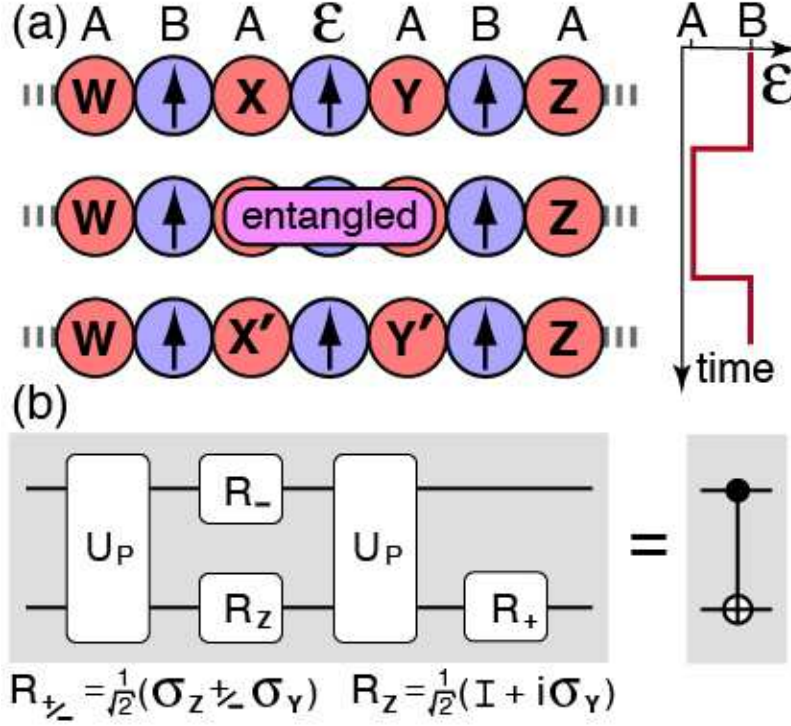 (a) A B A ℰ A B A
W X Y Z
W entangled Z
W X′ Y′ Z
A B
ℰ
time
(b)
U_P R_− U_P
R_Z R_+
=
R_+/− = 1/√2 (σ_Z +/− σ_Y) R_Z = 1/√2 (I + iσ_Y)